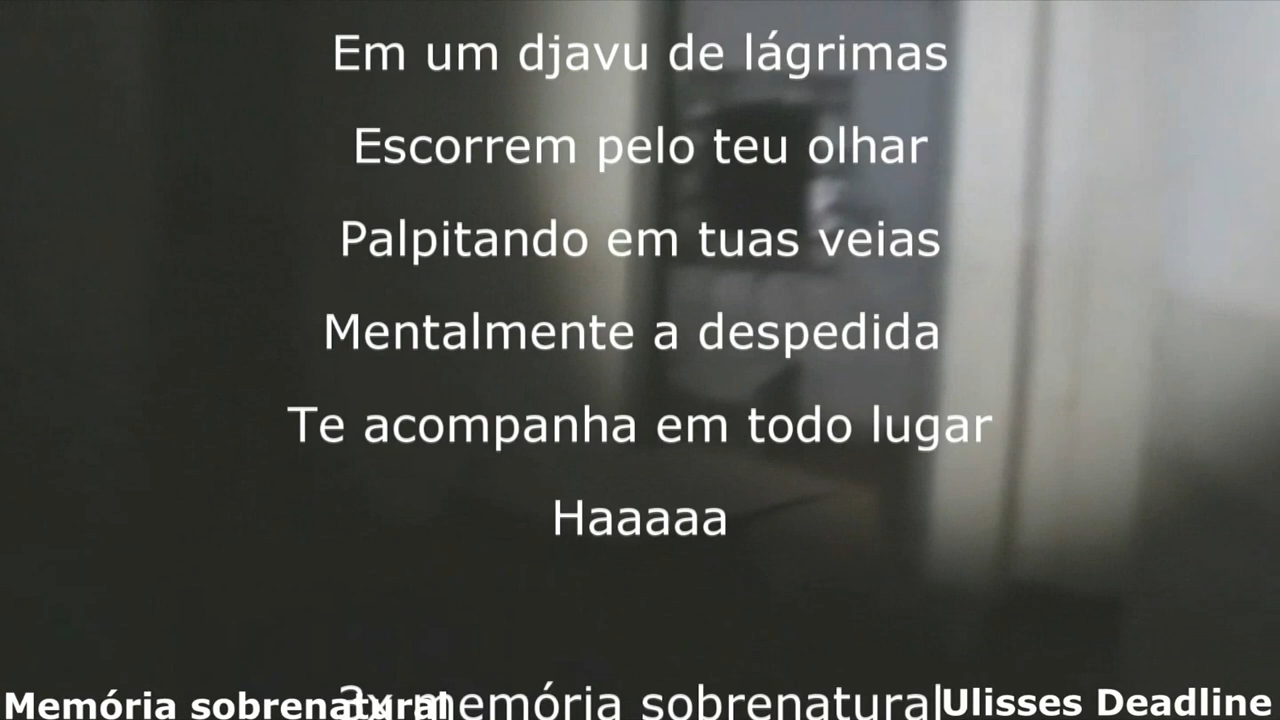 Em um djavu de lágrimas
Escorrem pelo teu olhar
Palpitando em tuas veias
Mentalmente a despedida
Te acompanha em todo lugar
Haaaaa
memória sobrenatural
Memória sobrenatural
Ulisses Deadline